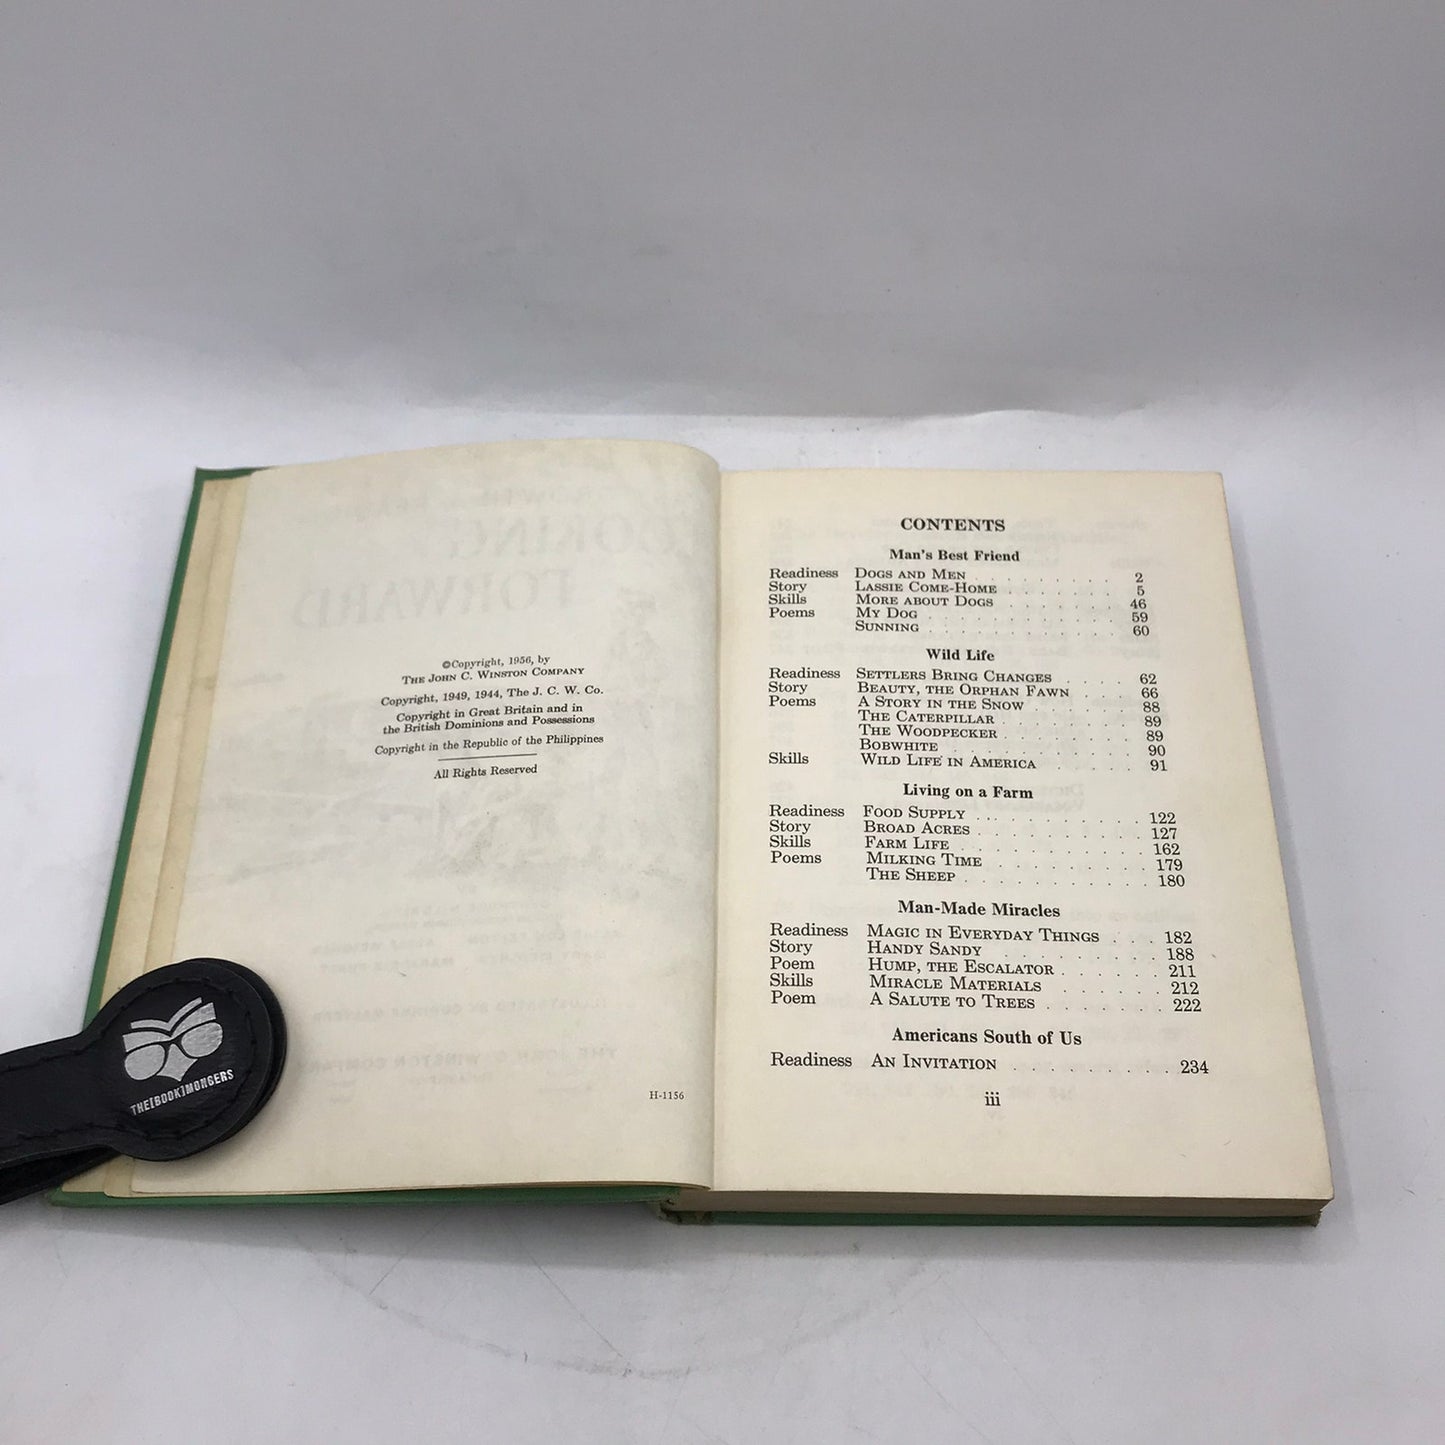 ©Copyright, 1956, by
THE JOHN C. WINSTON COMPANY
Copyright, 1949, 1944, The J. C. W. Co.
Copyright in Great Britain and in
the British Dominions and Possessions
Copyright in the Republic of the Philippines
All Rights Reserved
H-1156
THE[BOOK]MONGERS
CONTENTS
Man's Best Friend
Readiness DOGS AND MEN . . . . . . . . . 2
Story LASSIE COME-HOME . . . . . . . 5
Skills MORE ABOUT DOGS . . . . . . . 46
Poems MY DOG . . . . . . . . . . . 59
SUNNING . . . . . . . . . . . 60
Wild Life
Readiness SETTLERS BRING CHANGES . . . . 62
Story BEAUTY, THE ORPHAN FAWN . . . . 66
Poems A STORY IN THE SNOW . . . . . . 88
THE CATERPILLAR . . . . . . . . 89
THE WOODPECKER . . . . . . . . 89
BOBWHITE . . . . . . . . . . 90
Skills WILD LIFE IN AMERICA . . . . . 91
Living on a Farm
Readiness FOOD SUPPLY . . . . . . . . . . 122
Story BROAD ACRES . . . . . . . . . . 127
Skills FARM LIFE . . . . . . . . . . . 162
Poems MILKING TIME . . . . . . . . . 179
THE SHEEP . . . . . . . . . . . 180
Man-Made Miracles
Readiness MAGIC IN EVERYDAY THINGS . . . 182
Story HANDY SANDY . . . . . . . . . 188
Poem HUMP, THE ESCALATOR . . . . . . 211
Skills MIRACLE MATERIALS . . . . . . 212
Poem A SALUTE TO TREES . . . . . . . 222
Americans South of Us
Readiness AN INVITATION . . . . . . . . . 234
iii